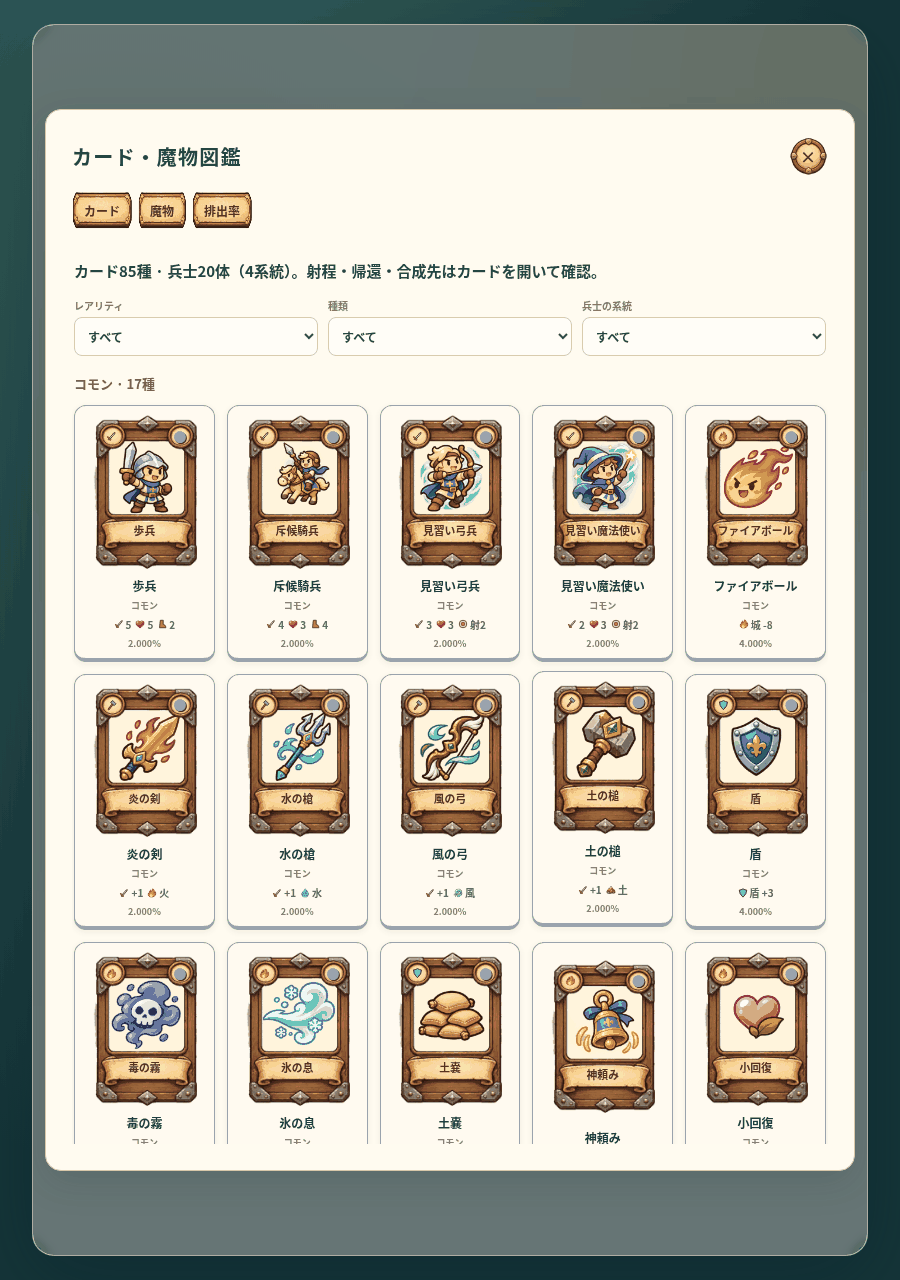 カード・魔物図鑑
カード 魔物 排出率
カード85種・兵士20体（4系統）。射程・帰還・合成先はカードを開いて確認。
レアリティ 種類 兵士の系統
すべて すべて すべて
コモン・17種
歩兵 斥候騎兵 見習い弓兵 見習い魔法使い ファイアボール
歩兵 斥候騎兵 見習い弓兵 見習い魔法使い ファイアボール
コモン コモン コモン コモン コモン
5 5 2 4 3 4 3 3 射2 2 3 射2 城 -8
2.000% 2.000% 2.000% 2.000% 4.000%
炎の剣 水の槍 風の弓 土の槌 盾
炎の剣 水の槍 風の弓 土の槌 盾
コモン コモン コモン コモン コモン
+1 火 +1 水 +1 風 +1 土 盾 +3
2.000% 2.000% 2.000% 2.000% 4.000%
毒の霧 氷の息 土嚢 神頼み 小回復
毒の霧 氷の息 土嚢 神頼み 小回復
コモン コモン コモン コモン